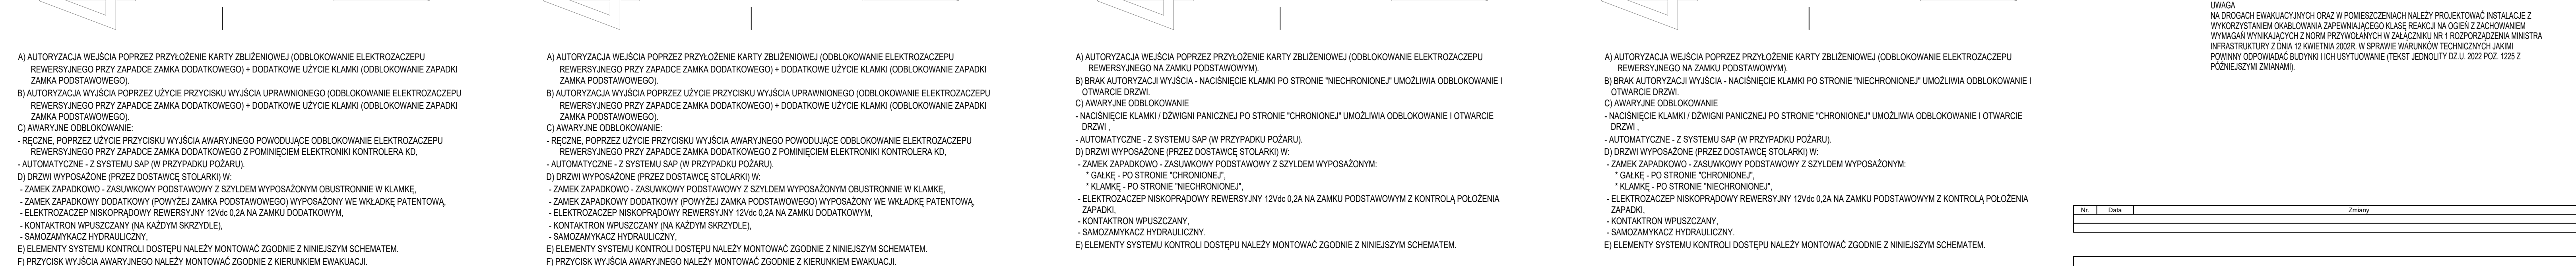 A) AUTORYZACJA WEJŚCIA POPRZEZ PRZYŁOŻENIE KARTY ZBLIŻENIOWEJ (ODBLOKOWANIE ELEKTROZACZEPU
REWERSYJNEGO PRZY ZAPADCE ZAMKA DODATKOWEGO) + DODATKOWE UŻYCIE KLAMKI (ODBLOKOWANIE ZAPADKI
ZAMKA PODSTAWOWEGO).
B) AUTORYZACJA WYJŚCIA POPRZEZ UŻYCIE PRZYCISKU WYJŚCIA UPRAWNIONEGO (ODBLOKOWANIE ELEKTROZACZEPU
REWERSYJNEGO PRZY ZAPADCE ZAMKA DODATKOWEGO) + DODATKOWE UŻYCIE KLAMKI (ODBLOKOWANIE ZAPADKI
ZAMKA PODSTAWOWEGO).
C) AWARYJNE ODBLOKOWANIE:
- RĘCZNE, POPRZEZ UŻYCIE PRZYCISKU WYJŚCIA AWARYJNEGO POWODUJĄCE ODBLOKOWANIE ELEKTROZACZEPU
REWERSYJNEGO PRZY ZAPADCE ZAMKA DODATKOWEGO Z POMINIĘCIEM ELEKTRONIKI KONTROLERA KD,
- AUTOMATYCZNE - Z SYSTEMU SAP (W PRZYPADKU POŻARU).
D) DRZWI WYPOSAŻONE (PRZEZ DOSTAWCĘ STOLARKI) W:
- ZAMEK ZAPADKOWO - ZASUWKOWY PODSTAWOWY Z SZYLDEM WYPOSAŻONYM OBUSTRONNIE W KLAMKĘ,
- ZAMEK ZAPADKOWY DODATKOWY (POWYŻEJ ZAMKA PODSTAWOWEGO) WYPOSAŻONY WE WKŁADKĘ PATENTOWĄ,
- ELEKTROZACZEP NISKOPRĄDOWY REWERSYJNY 12Vdc 0,2A NA ZAMKU DODATKOWYM,
- KONTAKTRON WPUSZCZANY (NA KAŻDYM SKRZYDLE),
- SAMOZAMYKACZ HYDRAULICZNY,
E) ELEMENTY SYSTEMU KONTROLI DOSTĘPU NALEŻY MONTOWAĆ ZGODNIE Z NINIEJSZYM SCHEMATEM.
F) PRZYCISK WYJŚCIA AWARYJNEGO NALEŻY MONTOWAĆ ZGODNIE Z KIERUNKIEM EWAKUACJI.
A) AUTORYZACJA WEJŚCIA POPRZEZ PRZYŁOŻENIE KARTY ZBLIŻENIOWEJ (ODBLOKOWANIE ELEKTROZACZEPU
REWERSYJNEGO PRZY ZAPADCE ZAMKA DODATKOWEGO) + DODATKOWE UŻYCIE KLAMKI (ODBLOKOWANIE ZAPADKI
ZAMKA PODSTAWOWEGO).
B) AUTORYZACJA WYJŚCIA POPRZEZ UŻYCIE PRZYCISKU WYJŚCIA UPRAWNIONEGO (ODBLOKOWANIE ELEKTROZACZEPU
REWERSYJNEGO PRZY ZAPADCE ZAMKA DODATKOWEGO) + DODATKOWE UŻYCIE KLAMKI (ODBLOKOWANIE ZAPADKI
ZAMKA PODSTAWOWEGO).
C) AWARYJNE ODBLOKOWANIE:
- RĘCZNE, POPRZEZ UŻYCIE PRZYCISKU WYJŚCIA AWARYJNEGO POWODUJĄCE ODBLOKOWANIE ELEKTROZACZEPU
REWERSYJNEGO PRZY ZAPADCE ZAMKA DODATKOWEGO Z POMINIĘCIEM ELEKTRONIKI KONTROLERA KD,
- AUTOMATYCZNE - Z SYSTEMU SAP (W PRZYPADKU POŻARU).
D) DRZWI WYPOSAŻONE (PRZEZ DOSTAWCĘ STOLARKI) W:
- ZAMEK ZAPADKOWO - ZASUWKOWY PODSTAWOWY Z SZYLDEM WYPOSAŻONYM OBUSTRONNIE W KLAMKĘ,
- ZAMEK ZAPADKOWY DODATKOWY (POWYŻEJ ZAMKA PODSTAWOWEGO) WYPOSAŻONY WE WKŁADKĘ PATENTOWĄ,
- ELEKTROZACZEP NISKOPRĄDOWY REWERSYJNY 12Vdc 0,2A NA ZAMKU DODATKOWYM,
- KONTAKTRON WPUSZCZANY (NA KAŻDYM SKRZYDLE),
- SAMOZAMYKACZ HYDRAULICZNY,
E) ELEMENTY SYSTEMU KONTROLI DOSTĘPU NALEŻY MONTOWAĆ ZGODNIE Z NINIEJSZYM SCHEMATEM.
F) PRZYCISK WYJŚCIA AWARYJNEGO NALEŻY MONTOWAĆ ZGODNIE Z KIERUNKIEM EWAKUACJI.
A) AUTORYZACJA WEJŚCIA POPRZEZ PRZYŁOŻENIE KARTY ZBLIŻENIOWEJ (ODBLOKOWANIE ELEKTROZACZEPU
REWERSYJNEGO NA ZAMKU PODSTAWOWYM).
B) BRAK AUTORYZACJI WYJŚCIA - NACIŚNIĘCIE KLAMKI PO STRONIE "NIECHRONIONEJ" UMOŻLIWIA ODBLOKOWANIE I
OTWARCIE DRZWI.
C) AWARYJNE ODBLOKOWANIE
- NACIŚNIĘCIE KLAMKI / DŹWIGNI PANICZNEJ PO STRONIE "CHRONIONEJ" UMOŻLIWIA ODBLOKOWANIE I OTWARCIE
DRZWI ,
- AUTOMATYCZNE - Z SYSTEMU SAP (W PRZYPADKU POŻARU).
D) DRZWI WYPOSAŻONE (PRZEZ DOSTAWCĘ STOLARKI) W:
- ZAMEK ZAPADKOWO - ZASUWKOWY PODSTAWOWY Z SZYLDEM WYPOSAŻONYM:
* GAŁKĘ - PO STRONIE "CHRONIONEJ",
* KLAMKĘ - PO STRONIE "NIECHRONIONEJ",
- ELEKTROZACZEP NISKOPRĄDOWY REWERSYJNY 12Vdc 0,2A NA ZAMKU PODSTAWOWYM Z KONTROLĄ POŁOŻENIA
ZAPADKI,
- KONTAKTRON WPUSZCZANY,
- SAMOZAMYKACZ HYDRAULICZNY.
E) ELEMENTY SYSTEMU KONTROLI DOSTĘPU NALEŻY MONTOWAĆ ZGODNIE Z NINIEJSZYM SCHEMATEM.
A) AUTORYZACJA WEJŚCIA POPRZEZ PRZYŁOŻENIE KARTY ZBLIŻENIOWEJ (ODBLOKOWANIE ELEKTROZACZEPU
REWERSYJNEGO NA ZAMKU PODSTAWOWYM).
B) BRAK AUTORYZACJI WYJŚCIA - NACIŚNIĘCIE KLAMKI PO STRONIE "NIECHRONIONEJ" UMOŻLIWIA ODBLOKOWANIE I
OTWARCIE DRZWI.
C) AWARYJNE ODBLOKOWANIE
- NACIŚNIĘCIE KLAMKI / DŹWIGNI PANICZNEJ PO STRONIE "CHRONIONEJ" UMOŻLIWIA ODBLOKOWANIE I OTWARCIE
DRZWI ,
- AUTOMATYCZNE - Z SYSTEMU SAP (W PRZYPADKU POŻARU).
D) DRZWI WYPOSAŻONE (PRZEZ DOSTAWCĘ STOLARKI) W:
- ZAMEK ZAPADKOWO - ZASUWKOWY PODSTAWOWY Z SZYLDEM WYPOSAŻONYM:
* GAŁKĘ - PO STRONIE "CHRONIONEJ",
* KLAMKĘ - PO STRONIE "NIECHRONIONEJ",
- ELEKTROZACZEP NISKOPRĄDOWY REWERSYJNY 12Vdc 0,2A NA ZAMKU PODSTAWOWYM Z KONTROLĄ POŁOŻENIA
ZAPADKI,
- KONTAKTRON WPUSZCZANY,
- SAMOZAMYKACZ HYDRAULICZNY.
E) ELEMENTY SYSTEMU KONTROLI DOSTĘPU NALEŻY MONTOWAĆ ZGODNIE Z NINIEJSZYM SCHEMATEM.
UWAGA
NA DROGACH EWAKUACYJNYCH ORAZ W POMIESZCZENIACH NALEŻY PROJEKTOWAĆ INSTALACJE Z
WYKORZYSTANIEM OKABLOWANIA ZAPEWNIAJĄCEGO KLASĘ REAKCJI NA OGIEŃ Z ZACHOWANIEM
WYMAGAŃ WYNIKAJĄCYCH Z NORM PRZYWOŁANYCH W ZAŁĄCZNIKU NR 1 ROZPORZĄDZENIA MINISTRA
INFRASTRUKTURY Z DNIA 12 KWIETNIA 2002R. W SPRAWIE WARUNKÓW TECHNICZNYCH JAKIMI
POWINNY ODPOWIADAĆ BUDYNKI I ICH USYTUOWANIE (TEKST JEDNOLITY DZ.U. 2022 POZ. 1225 Z
PÓŹNIEJSZYMI ZMIANAMI).
Nr. Data Zmiany